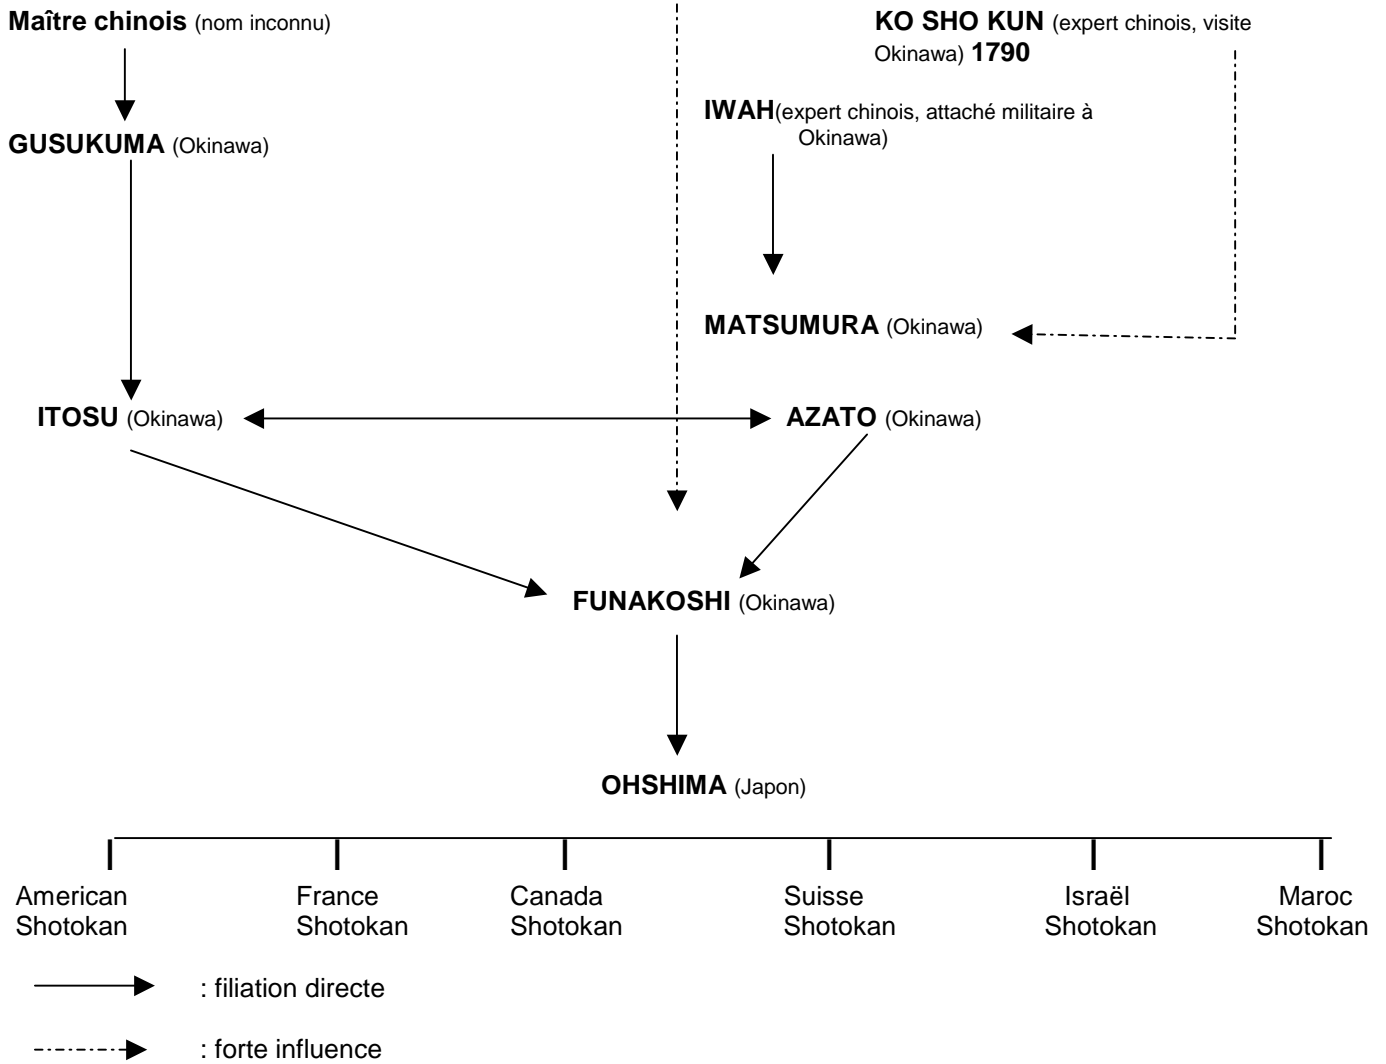 Maître chinois (nom inconnu)
KO SHO KUN (expert chinois, visite
Okinawa) 1790
IWAH(expert chinois, attaché militaire à
Okinawa)
GUSUKUMA (Okinawa)
MATSUMURA (Okinawa)
ITOSU (Okinawa)
AZATO (Okinawa)
FUNAKOSHI (Okinawa)
OHSHIMA (Japon)
American
Shotokan
France
Shotokan
Canada
Shotokan
Suisse
Shotokan
Israël
Shotokan
Maroc
Shotokan
: filiation directe
: forte influence